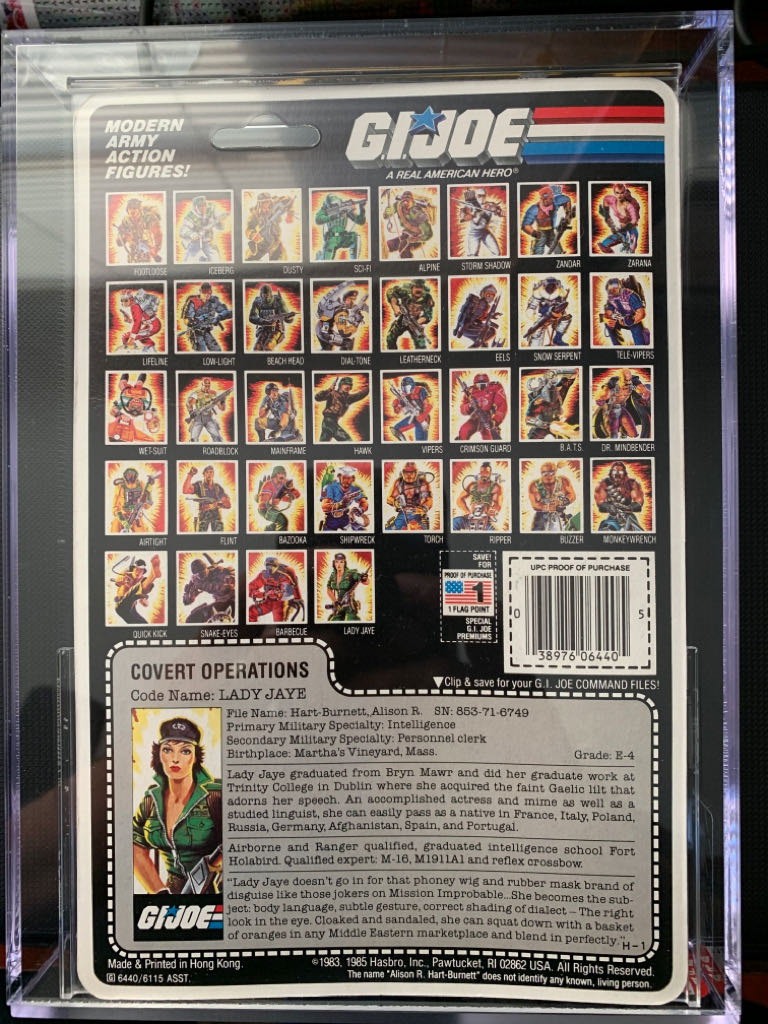 MODERN
ARMY
ACTION
FIGURES!
G.I. JOE
A REAL AMERICAN HERO®
FOOTLOOSE ICEBERG DUSTY SCI-FI ALPINE STORM SHADOW ZANDAR ZARANA
LIFELINE LOW-LIGHT BEACH HEAD DIAL-TONE LEATHERNECK EELS SNOW SERPENT TELE-VIPERS
WET-SUIT ROADBLOCK MAINFRAME HAWK VIPERS CRIMSON GUARD B.A.T.S. DR. MINDBENDER
AIRTIGHT FLINT BAZOOKA SHIPWRECK TORCH RIPPER BUZZER MONKEYWRENCH
QUICK KICK SNAKE-EYES BARBECUE LADY JAYE
SAVE!
FOR
PROOF OF PURCHASE
1
1 FLAG POINT
SPECIAL
G.I. JOE
PREMIUMS
UPC PROOF OF PURCHASE
0 5
38976 06440
▼Clip & save for your G.I. JOE COMMAND FILES!
COVERT OPERATIONS
Code Name: LADY JAYE
File Name: Hart-Burnett, Alison R. SN: 853-71-6749
Primary Military Specialty: Intelligence
Secondary Military Specialty: Personnel clerk
Birthplace: Martha's Vineyard, Mass. Grade: E-4
Lady Jaye graduated from Bryn Mawr and did her graduate work at
Trinity College in Dublin where she acquired the faint Gaelic lilt that
adorns her speech. An accomplished actress and mime as well as a
studied linguist, she can easily pass as a native in France, Italy, Poland,
Russia, Germany, Afghanistan, Spain, and Portugal.
Airborne and Ranger qualified, graduated intelligence school Fort
Holabird. Qualified expert: M-16, M1911A1 and reflex crossbow.
"Lady Jaye doesn't go in for that phoney wig and rubber mask brand of
disguise like those jokers on Mission Improbable...She becomes the sub-
ject: body language, subtle gesture, correct shading of dialect – The right
look in the eye. Cloaked and sandaled, she can squat down with a basket
of oranges in any Middle Eastern marketplace and blend in perfectly."
H-1
G.I. JOE
Made & Printed in Hong Kong.
G 6440/6115 ASST.
©1983, 1985 Hasbro, Inc., Pawtucket, RI 02862 USA. All Rights Reserved.
The name "Alison R. Hart-Burnett" does not identify any known, living person.